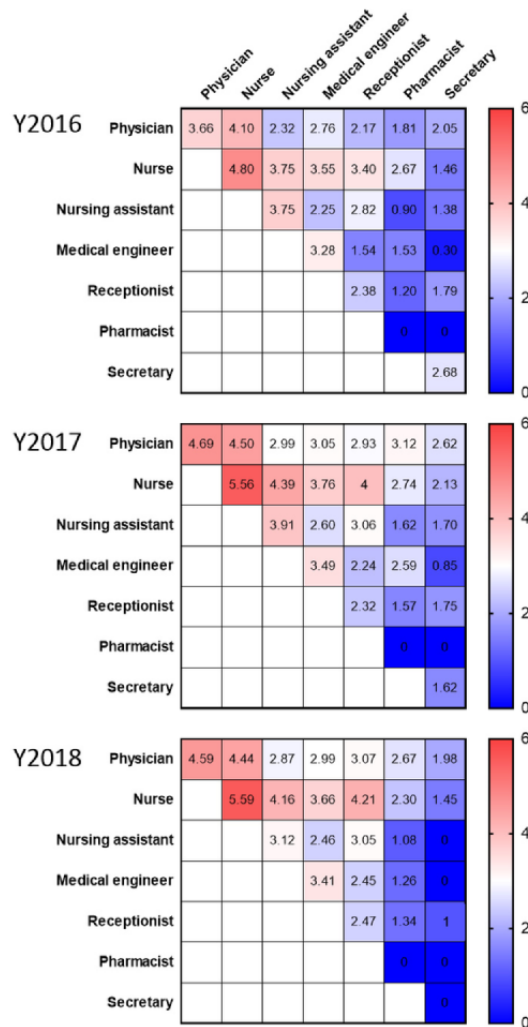 Physician Nurse Nursing assistant Medical engineer Receptionist Pharmacist Secretary
Y2016
Physician 3.66 4.10 2.32 2.76 2.17 1.81 2.05
Nurse 4.80 3.75 3.55 3.40 2.67 1.46
Nursing assistant 3.75 2.25 2.82 0.90 1.38
Medical engineer 3.28 1.54 1.53 0.30
Receptionist 2.38 1.20 1.79
Pharmacist 0 0
Secretary 2.68
6
4
2
0
Y2017
Physician 4.69 4.50 2.99 3.05 2.93 3.12 2.62
Nurse 5.56 4.39 3.76 4 2.74 2.13
Nursing assistant 3.91 2.60 3.06 1.62 1.70
Medical engineer 3.49 2.24 2.59 0.85
Receptionist 2.32 1.57 1.75
Pharmacist 0 0
Secretary 1.62
6
4
2
0
Y2018
Physician 4.59 4.44 2.87 2.99 3.07 2.67 1.98
Nurse 5.59 4.16 3.66 4.21 2.30 1.45
Nursing assistant 3.12 2.46 3.05 1.08 0
Medical engineer 3.41 2.45 1.26 0
Receptionist 2.47 1.34 1
Pharmacist 0 0
Secretary 0
6
4
2
0